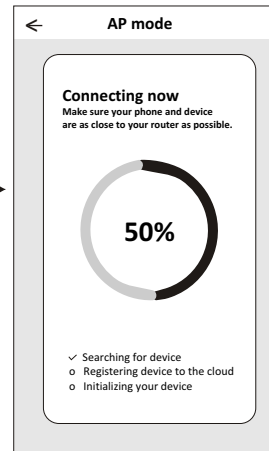 AP mode
Connecting now
Make sure your phone and device
are as close to your router as possible.
50%
✓ Searching for device
o Registering device to the cloud
o Initializing your device